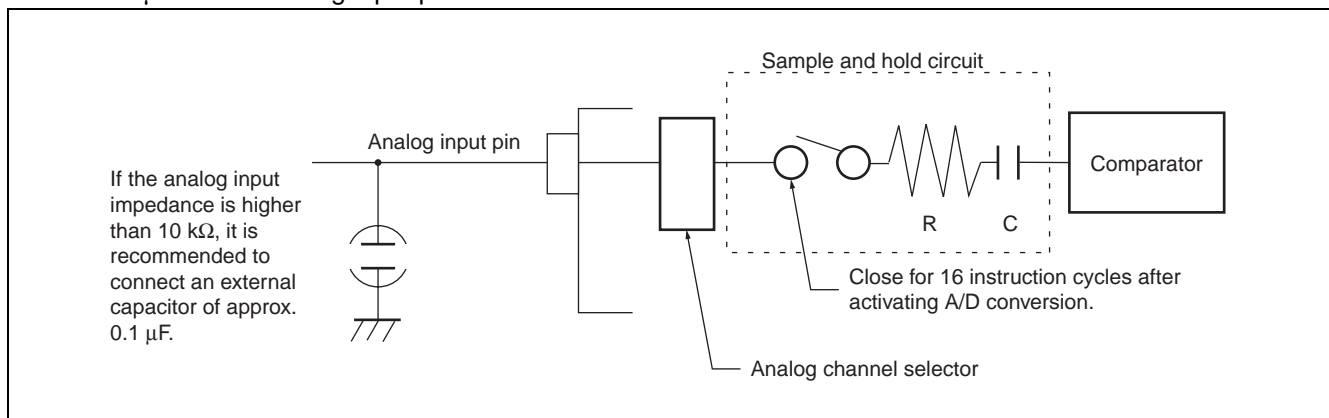 Sample and hold circuit
Analog input pin
Comparator
If the analog input
impedance is higher
than 10 kΩ, it is
recommended to
connect an external
capacitor of approx.
0.1 μF.
R
C
Close for 16 instruction cycles after
activating A/D conversion.
Analog channel selector